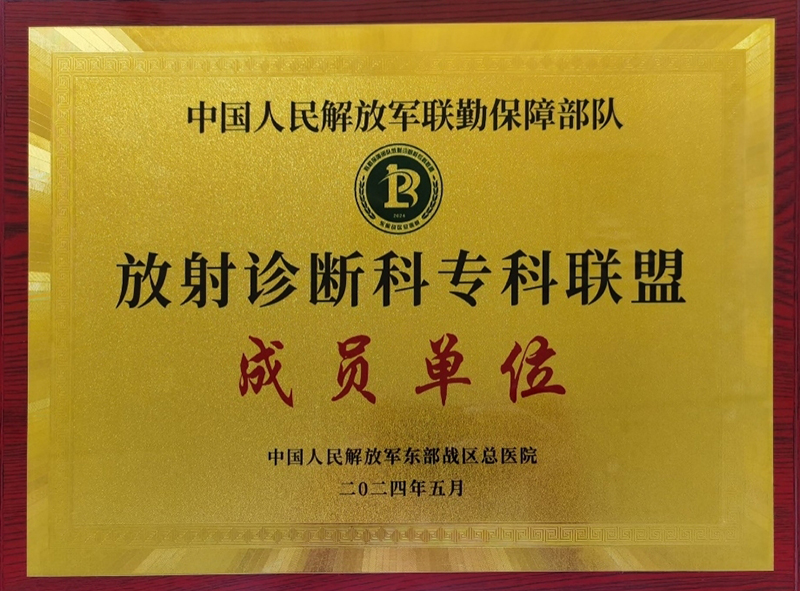 中国人民解放军联勤保障部队
2024
放射诊断科专科联盟
成员单位
中国人民解放军东部战区总医院
二〇二四年五月